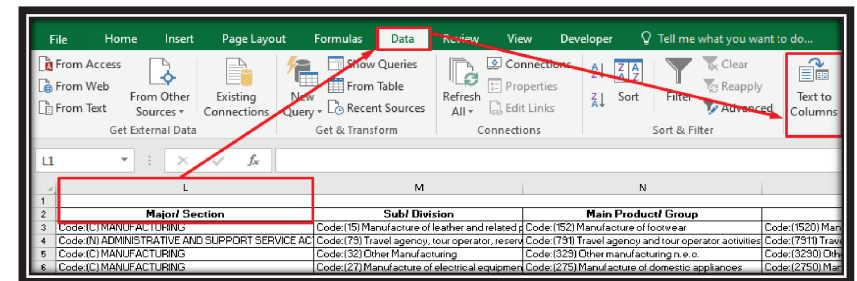 File Home Insert Page Layout Formulas Data Review View Developer Tell me what you want to do...
From Access
From Web
From Text
From Other
Sources
Existing
Connections
Get External Data
New
Query
Show Queries
From Table
Recent Sources
Get & Transform
Refresh
All
Connections
Properties
Edit Links
Connections
Sort
Filter
Clear
Reapply
Advanced
Sort & Filter
Text to
Columns
L1 fx
L M N
1
2 Major/ Section Sub/ Division Main Product/ Group
3 Code:(C) MANUFACTURING Code:(15) Manufacture of leather and related p Code:(152) Manufacture of footwear Code:(1520) Man
4 Code:(N) ADMINISTRATIVE AND SUPPORT SERVICE AC Code:(79) Travel agency, tour operator, reserv Code:(791) Travel agency and tour operator activities Code:(7911) Trave
5 Code:(C) MANUFACTURING Code:(32) Other Manufacturing Code:(329) Other manufacturing n.e.c. Code:(3290) Oth
6 Code:(C) MANUFACTURING Code:(27) Manufacture of electrical equipmen Code:(275) Manufacture of domestic appliances Code:(2750) Man